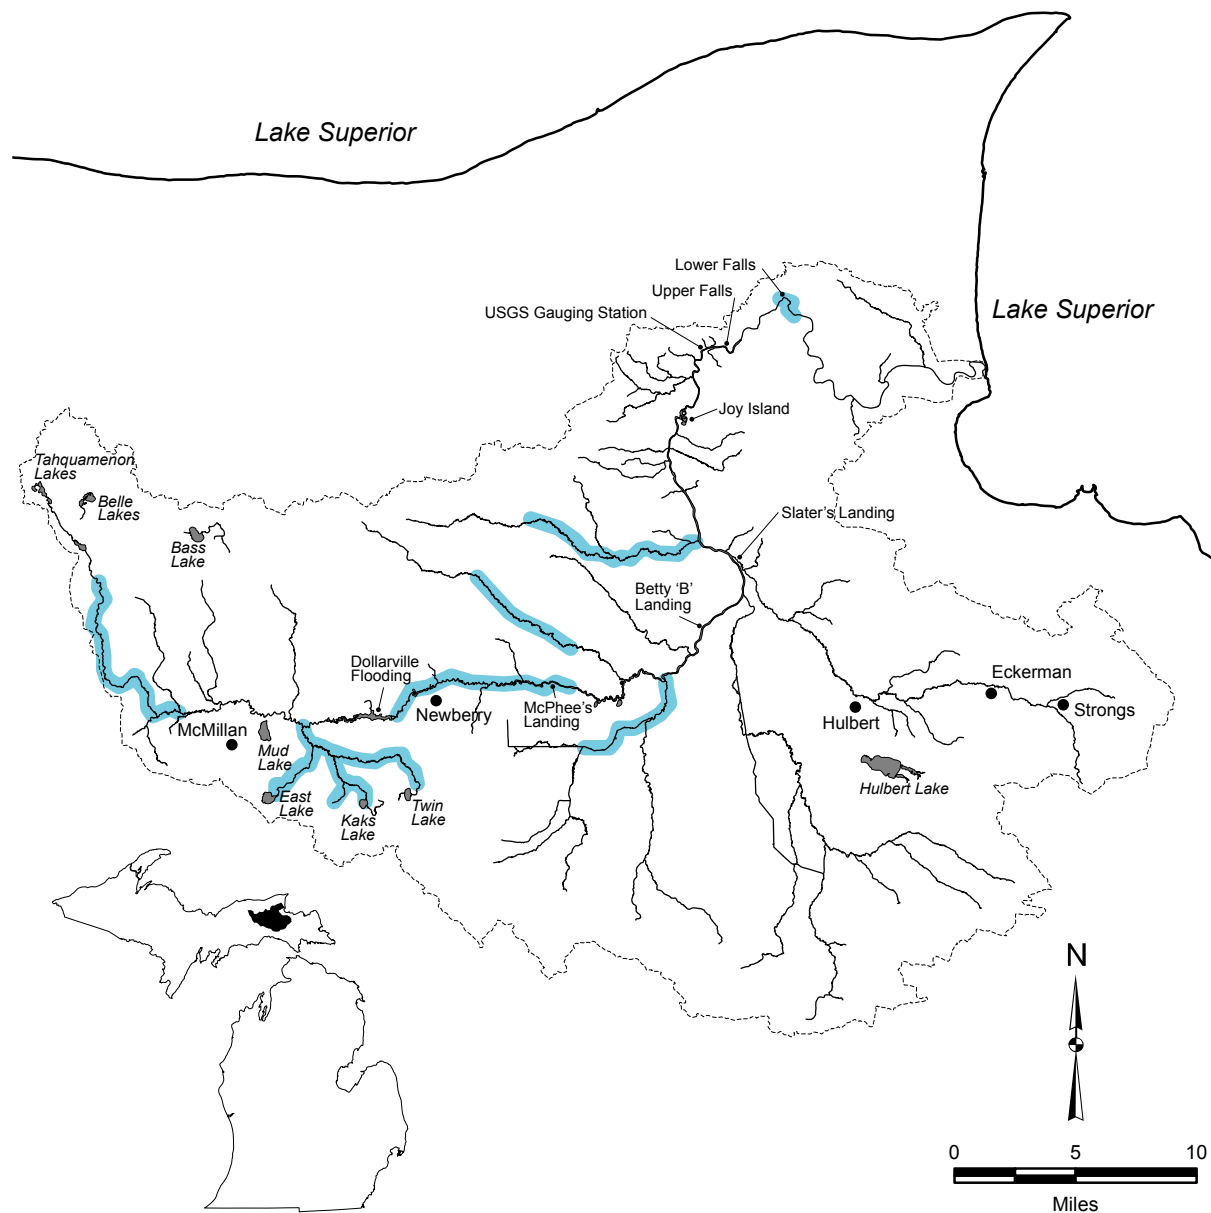 Lake Superior
Lower Falls
Upper Falls
USGS Gauging Station
Lake Superior
Joy Island
Tahquamenon
Lakes
Belle
Lakes
Bass
Lake
Slater's Landing
Betty 'B'
Landing
Dollarville
Flooding
Eckerman
McPhee's
Landing
Newberry
Hulbert
Strongs
McMillan
Mud
Lake
Hulbert Lake
East
Lake
Kaks
Lake
Twin
Lake
N
0 5 10
Miles